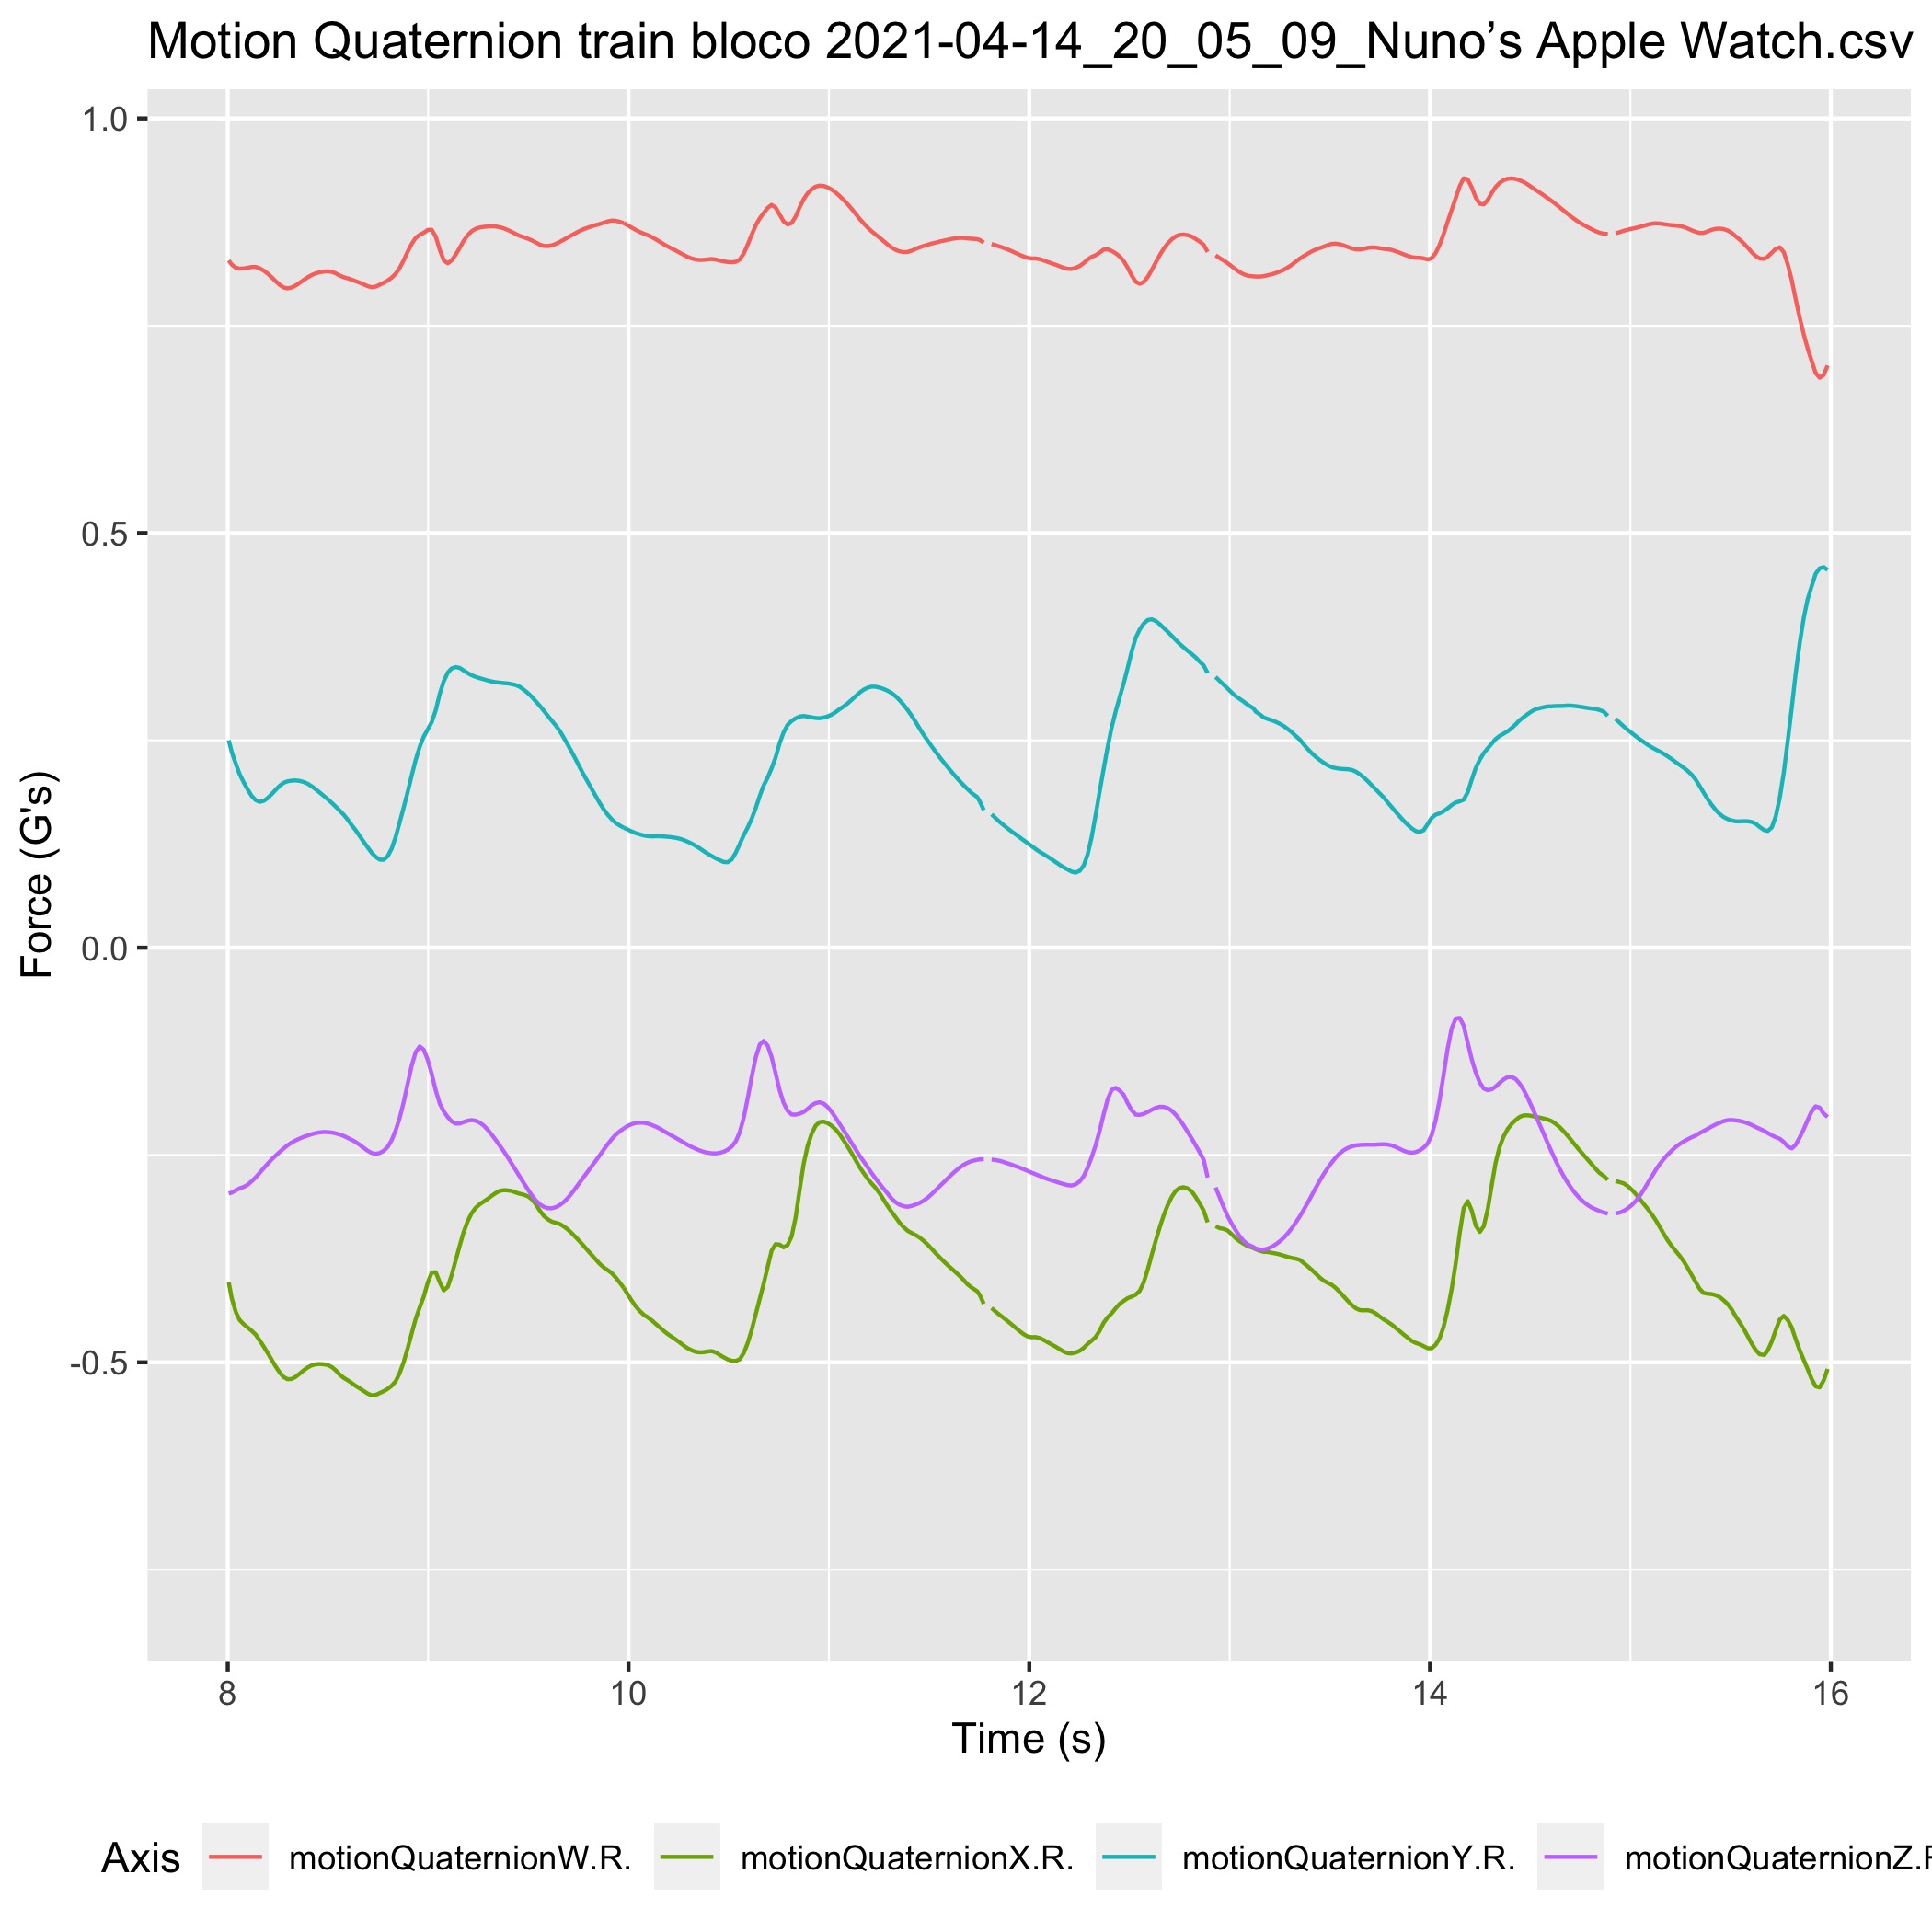 Motion Quaternion train bloco 2021-04-14_20_05_09_Nuno’s Apple Watch.csv
1.0
0.5
0.0
-0.5
Force (G's)
8 10 12 14 16
Time (s)
Axis motionQuaternionW.R. motionQuaternionX.R. motionQuaternionY.R. motionQuaternionZ.R